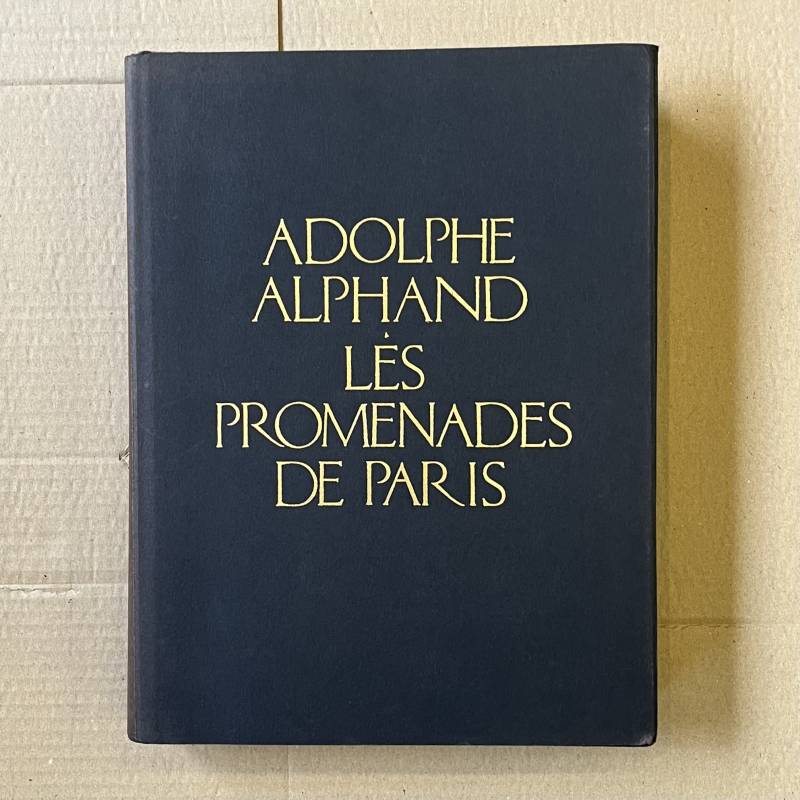 ADOLPHE
ALPHAND
·
LES
PROMENADES
DE PARIS